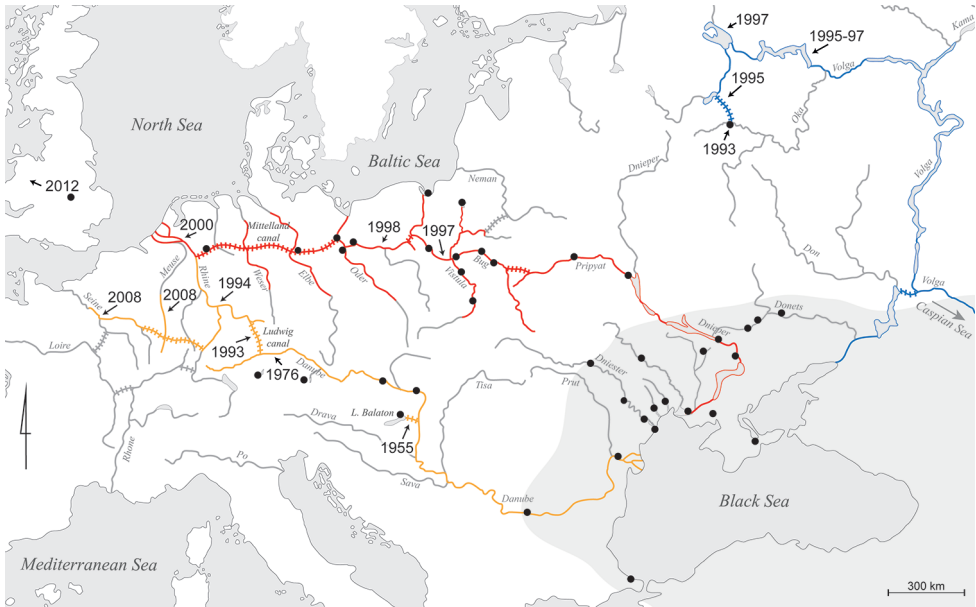 1997
1995-97
Kama
Volga
North Sea
1995
Oka
Volga
Baltic Sea
1993
Dnieper
Neman
2012
2000
Mittelland
canal
1998
1997
Don
Meuse
Rhine
Weser
Elbe
Oder
Vistula
Bug
Pripyat
Volga
Seine
2008
2008
1994
Caspian Sea
Donets
Dnieper
Ludwig
canal
1993
Loire
1976
Danube
Dniester
Tisa
Prut
Drava
L. Balaton
1955
Rhone
Po
Sava
Danube
Black Sea
Mediterranean Sea
300 km